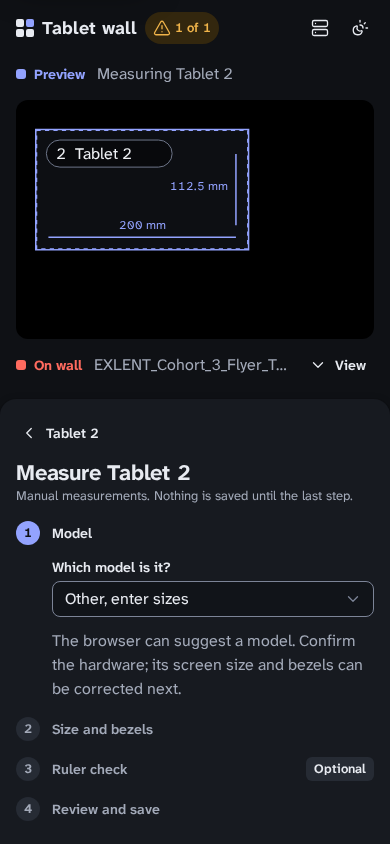 Tablet wall
1 of 1
Preview Measuring Tablet 2
2 Tablet 2
112.5 mm
200 mm
On wall EXLENT_Cohort_3_Flyer_T... View
Tablet 2
Measure Tablet 2
Manual measurements. Nothing is saved until the last step.
1 Model
Which model is it?
Other, enter sizes
The browser can suggest a model. Confirm
the hardware; its screen size and bezels can
be corrected next.
2 Size and bezels
3 Ruler check Optional
4 Review and save